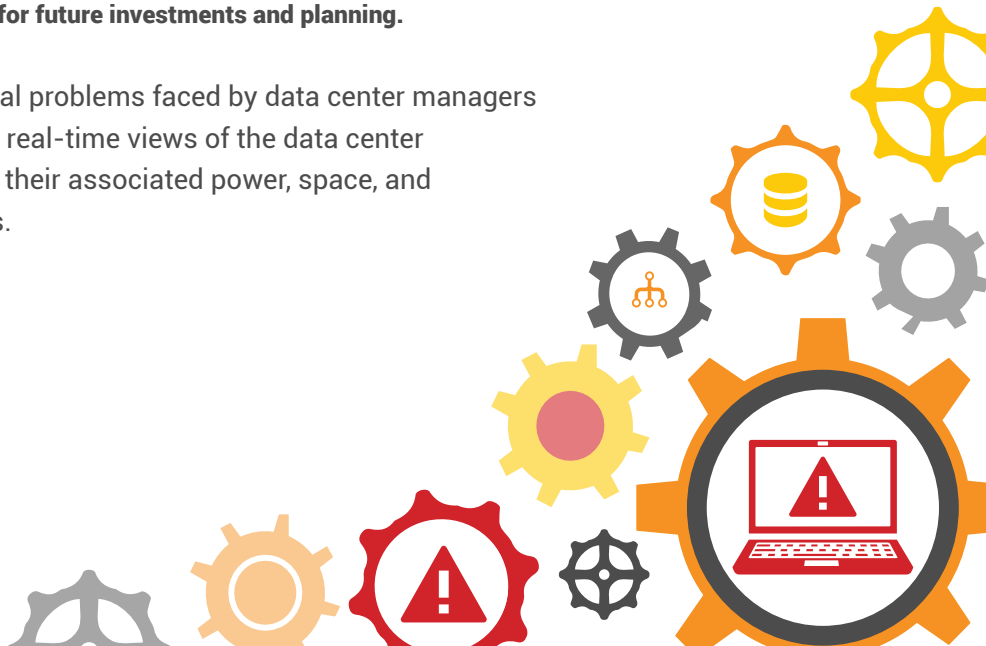 for future investments and planning.
al problems faced by data center managers
real-time views of the data center
their associated power, space, and
s.